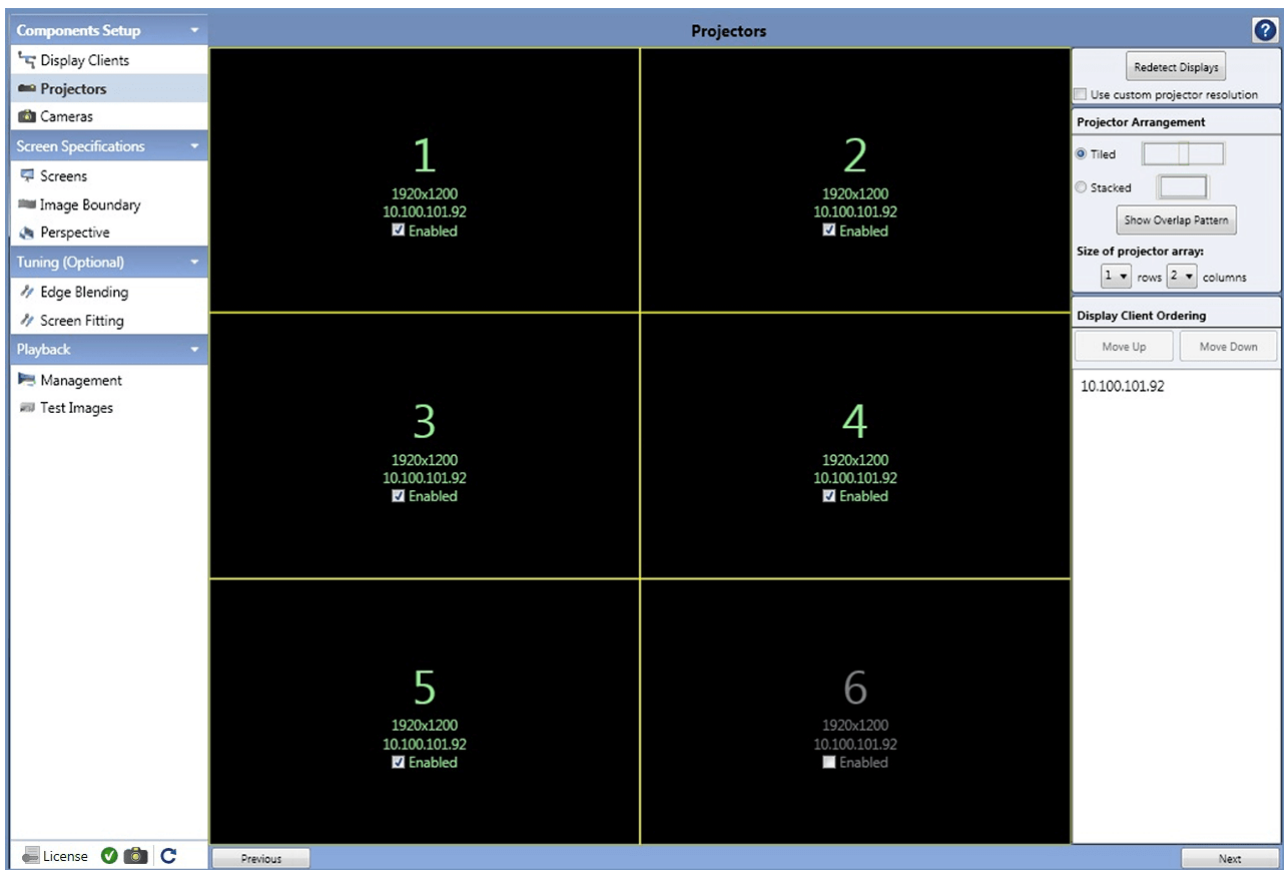 Components Setup
Display Clients
Projectors
Cameras
Screen Specifications
Screens
Image Boundary
Perspective
Tuning (Optional)
Edge Blending
Screen Fitting
Playback
Management
Test Images
License
Projectors
?
1
1920x1200
10.100.101.92
Enabled
2
1920x1200
10.100.101.92
Enabled
3
1920x1200
10.100.101.92
Enabled
4
1920x1200
10.100.101.92
Enabled
5
1920x1200
10.100.101.92
Enabled
6
1920x1200
10.100.101.92
Enabled
Previous
Redetect Displays
Use custom projector resolution
Projector Arrangement
Tiled
Stacked
Show Overlap Pattern
Size of projector array:
1 rows 2 columns
Display Client Ordering
Move Up Move Down
10.100.101.92
Next